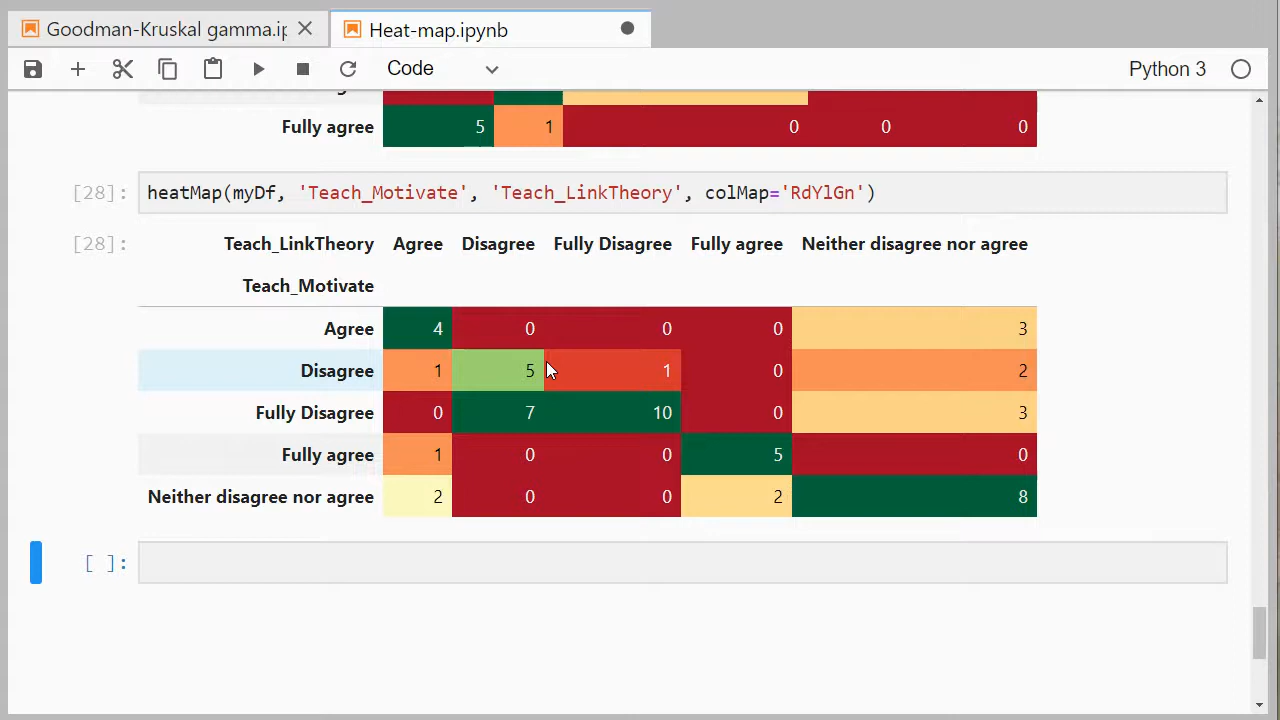 Goodman-Kruskal gamma.ip
Heat-map.ipynb
Code
Python 3
Fully agree 5 1 0 0 0
[28]: heatMap(myDf, 'Teach_Motivate', 'Teach_LinkTheory', colMap='RdYlGn')
[28]: Teach_LinkTheory Agree Disagree Fully Disagree Fully agree Neither disagree nor agree
Teach_Motivate
Agree 4 0 0 0 3
Disagree 1 5 1 0 2
Fully Disagree 0 7 10 0 3
Fully agree 1 0 0 5 0
Neither disagree nor agree 2 0 0 2 8
[ ]: